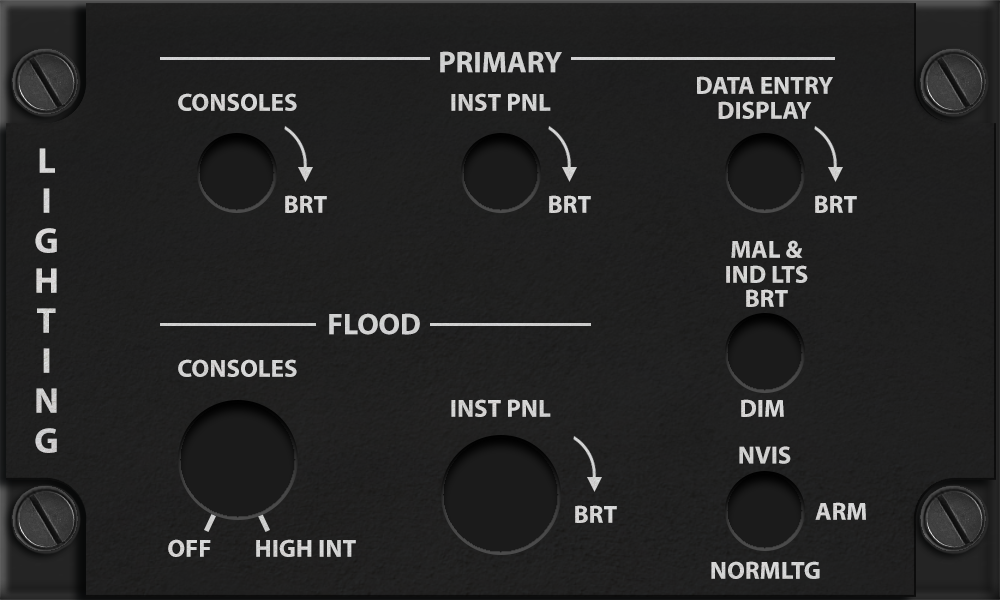 LIGHTING
PRIMARY
CONSOLES
BRT
INST PNL
BRT
DATA ENTRY
DISPLAY
BRT
MAL &
IND LTS
BRT
DIM
FLOOD
CONSOLES
OFF
HIGH INT
INST PNL
BRT
NVIS
ARM
NORMLTG